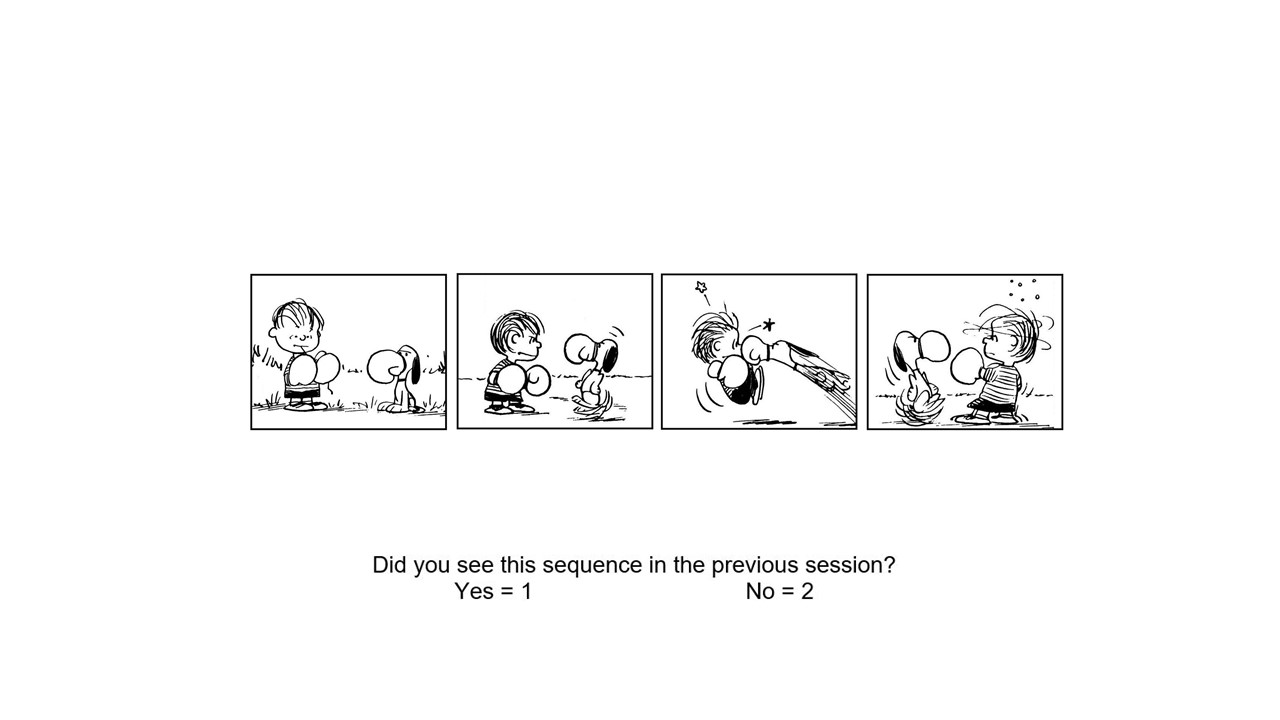 Did you see this sequence in the previous session?
Yes = 1 No = 2